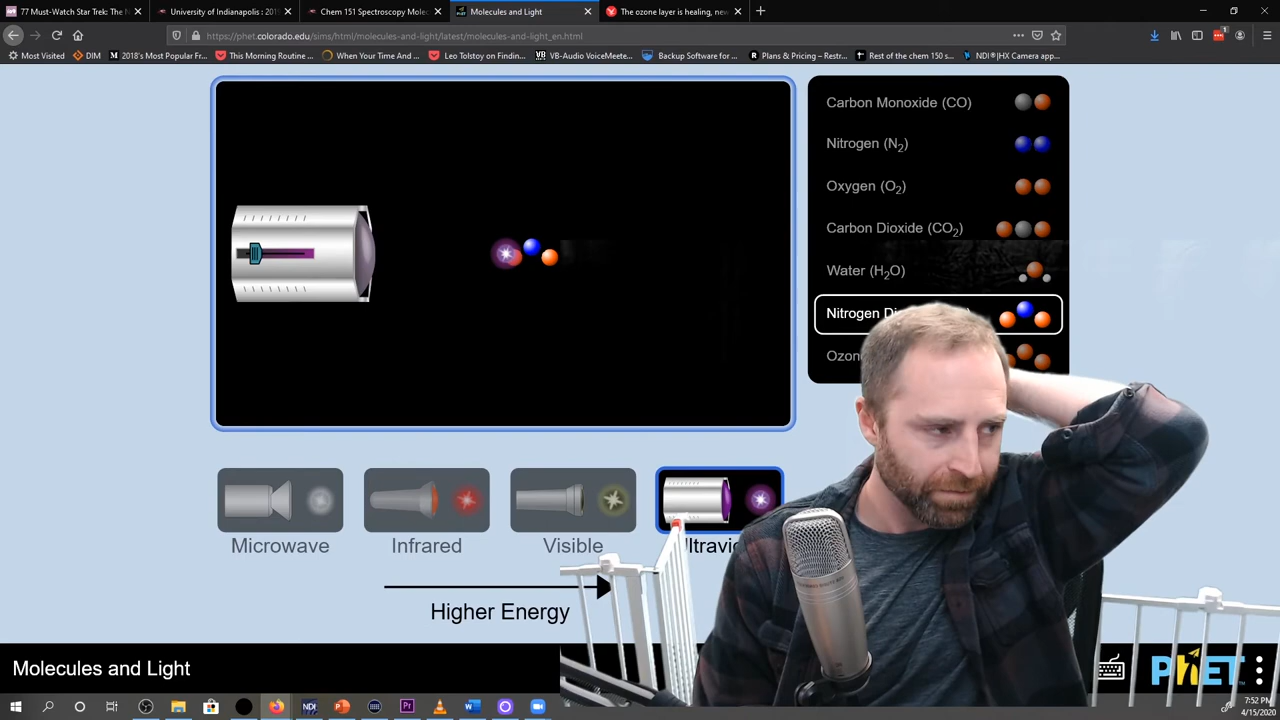 77 Must-Watch Star Trek: The N
University of Indianapolis : 201
Chem 151 Spectroscopy Molec
Molecules and Light
The ozone layer is healing, new
https://phet.colorado.edu/sims/html/molecules-and-light/latest/molecules-and-light_en.html
Most Visited
DIM
2018's Most Popular Fr...
This Morning Routine ...
When Your Time And ...
Leo Tolstoy on Findin...
VB-Audio VoiceMeete...
Backup Software for ...
Plans & Pricing – Restr...
Rest of the chem 150 s...
NDI®|HX Camera app...
Carbon Monoxide (CO)
Nitrogen (N2)
Oxygen (O2)
Carbon Dioxide (CO2)
Water (H2O)
Nitrogen Di
Ozon
Microwave
Infrared
Visible
Ultravi
Higher Energy
Molecules and Light
PhET
7:52 PM
4/15/2020